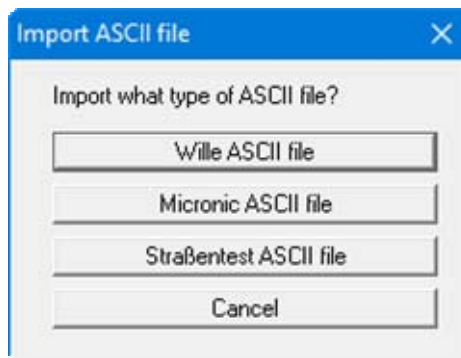 Import ASCII file
Import what type of ASCII file?
Wille ASCII file
Micronic ASCII file
Straßentest ASCII file
Cancel